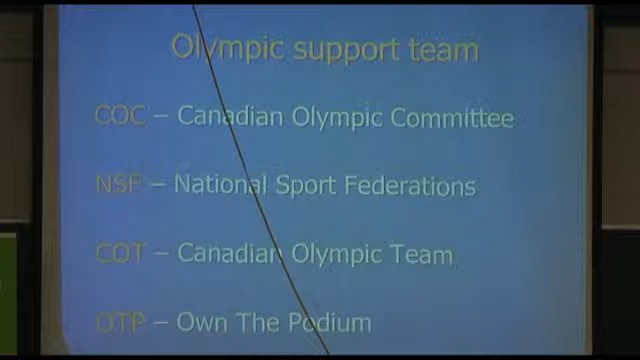 Olympic support team
COC – Canadian Olympic Committee
NSF – National Sport Federations
COT – Canadian Olympic Team
OTP – Own The Podium